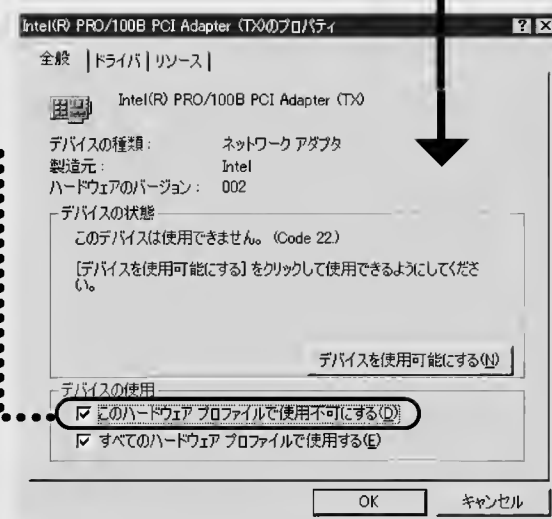 Intel(R) PRO/100B PCI Adapter (TX)のプロパティ
全般
ドライバ
リソース
Intel(R) PRO/100B PCI Adapter (TX)
デバイスの種類： ネットワーク アダプタ
製造元： Intel
ハードウェアのバージョン： 002
デバイスの状態
このデバイスは使用できません。 (Code 22.)
[デバイスを使用可能にする] をクリックして使用できるようにしてくださ
い。
デバイスを使用可能にする(N)
デバイスの使用
このハードウェア プロファイルで使用不可にする(D)
すべてのハードウェア プロファイルで使用する(E)
OK キャンセル